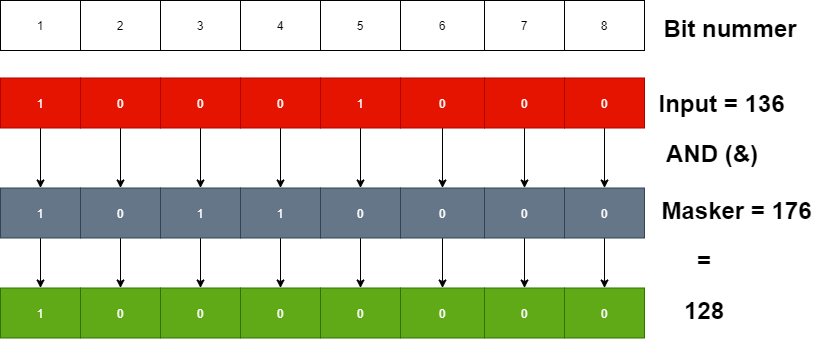 1 2 3 4 5 6 7 8 Bit nummer
1 0 0 0 1 0 0 0 Input = 136
AND (&)
1 0 1 1 0 0 0 0 Masker = 176
=
1 0 0 0 0 0 0 0 128